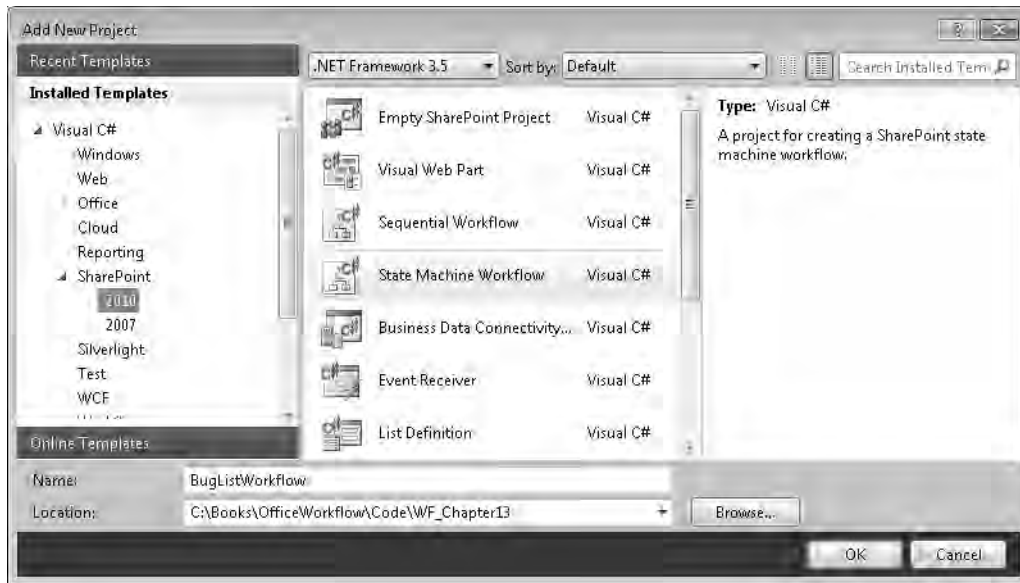 Add New Project
Recent Templates
.NET Framework 3.5
Sort by: Default
Installed Templates
Visual C#
Windows
Web
Office
Cloud
Reporting
SharePoint
2010
2007
Silverlight
Test
WCF
Online Templates
Empty SharePoint Project Visual C#
Visual Web Part Visual C#
Sequential Workflow Visual C#
State Machine Workflow Visual C#
Business Data Connectivity... Visual C#
Event Receiver Visual C#
List Definition Visual C#
Search Installed Tem
Type: Visual C#
A project for creating a SharePoint state
machine workflow.
Name: BugListWorkflow
Location: C:\Books\OfficeWorkflow\Code\WF_Chapter13
Browse...
OK Cancel